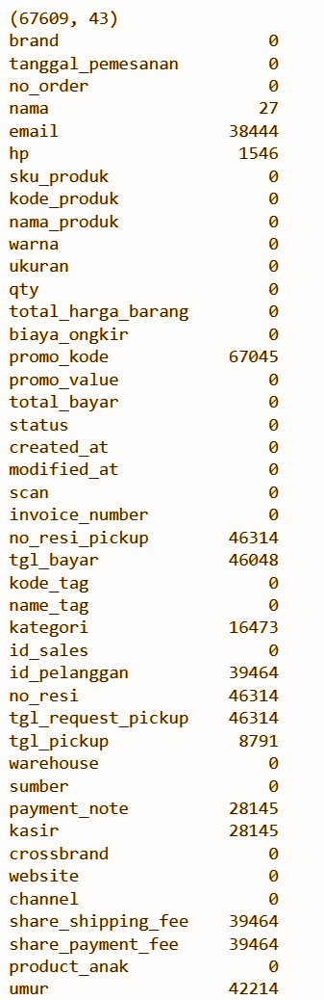 (67609, 43)
brand 0
tanggal_pemesanan 0
no_order 0
nama 27
email 38444
hp 1546
sku_produk 0
kode_produk 0
nama_produk 0
warna 0
ukuran 0
qty 0
total_harga_barang 0
biaya_ongkir 0
promo_kode 67045
promo_value 0
total_bayar 0
status 0
created_at 0
modified_at 0
scan 0
invoice_number 0
no_resi_pickup 46314
tgl_bayar 46048
kode_tag 0
name_tag 0
kategori 16473
id_sales 0
id_pelanggan 39464
no_resi 46314
tgl_request_pickup 46314
tgl_pickup 8791
warehouse 0
sumber 0
payment_note 28145
kasir 28145
crossbrand 0
website 0
channel 0
share_shipping_fee 39464
share_payment_fee 39464
product_anak 0
umur 42214